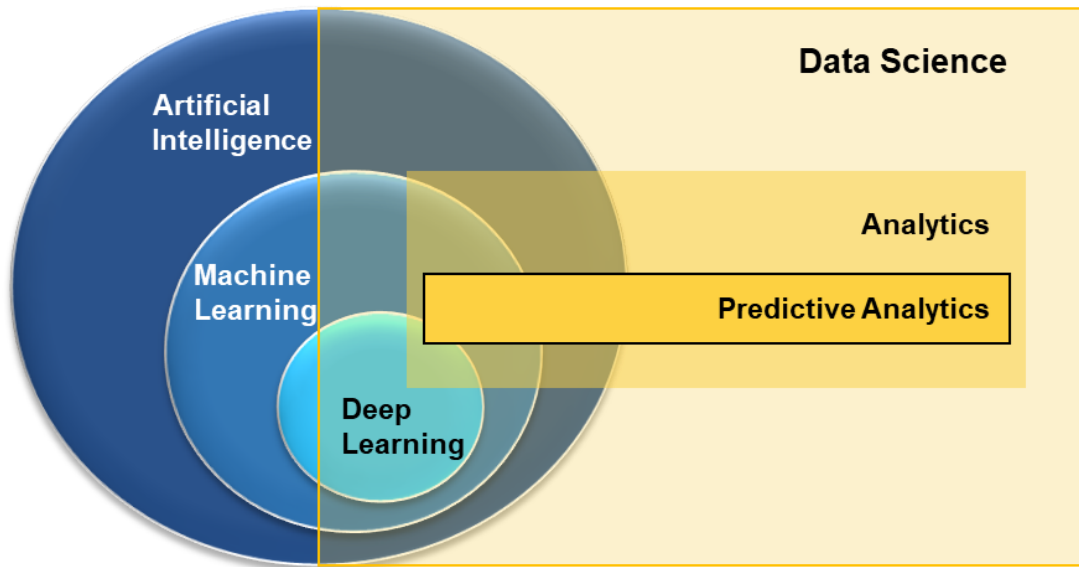 Data Science
Artificial
Intelligence
Analytics
Machine
Learning
Predictive Analytics
Deep
Learning